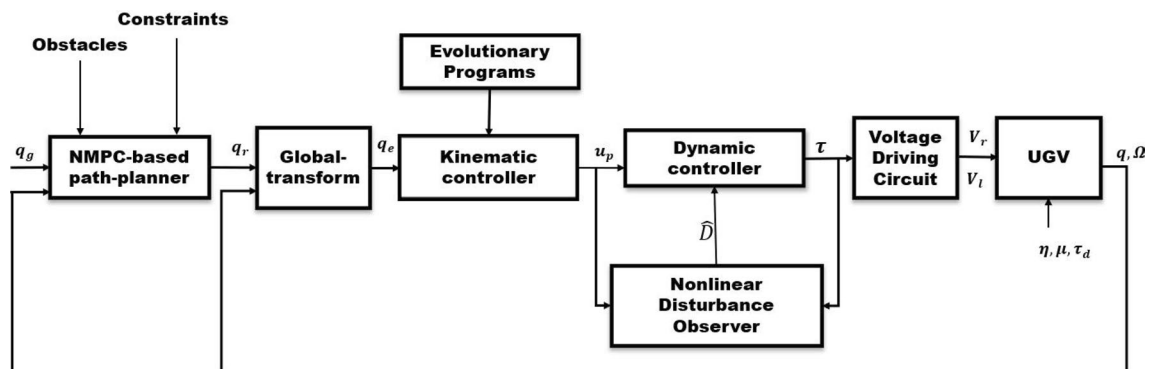 Constraints
Obstacles
Evolutionary
Programs
q_g
NMPC-based
path-planner
q_r
Global-
transform
q_e
Kinematic
controller
u_p
Dynamic
controller
τ
Voltage
Driving
Circuit
V_r
V_l
UGV
q, Ω
D̂
η, μ, τ_d
Nonlinear
Disturbance
Observer